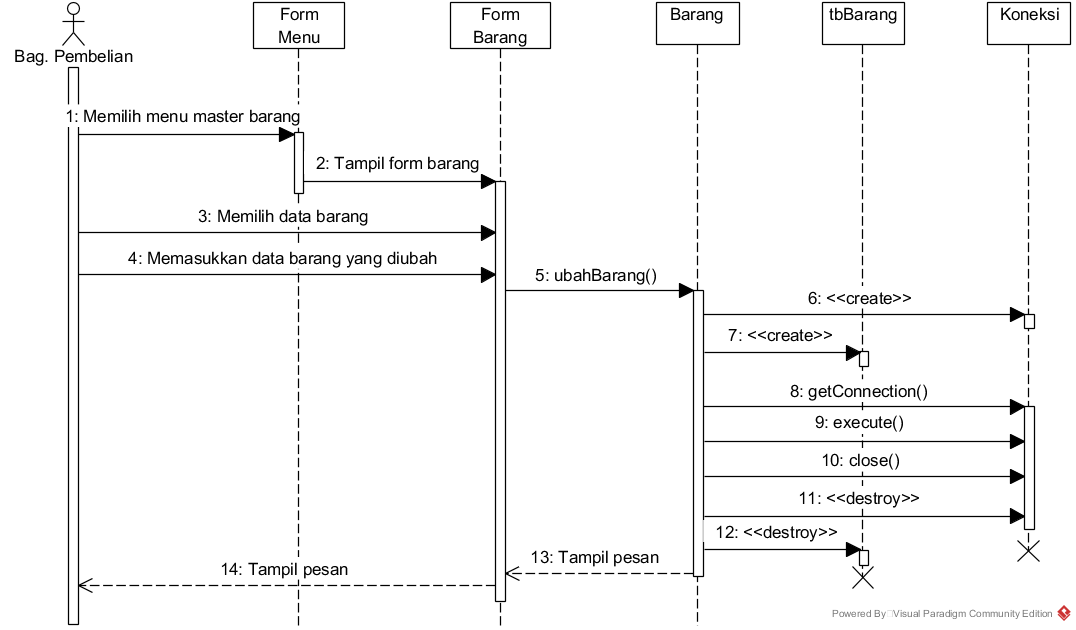 Form
Menu
Form
Barang
Barang
tbBarang
Koneksi
Bag. Pembelian
1: Memilih menu master barang
2: Tampil form barang
3: Memilih data barang
4: Memasukkan data barang yang diubah
5: ubahBarang()
6: <<create>>
7: <<create>>
8: getConnection()
9: execute()
10: close()
11: <<destroy>>
12: <<destroy>>
13: Tampil pesan
14: Tampil pesan
Powered By Visual Paradigm Community Edition